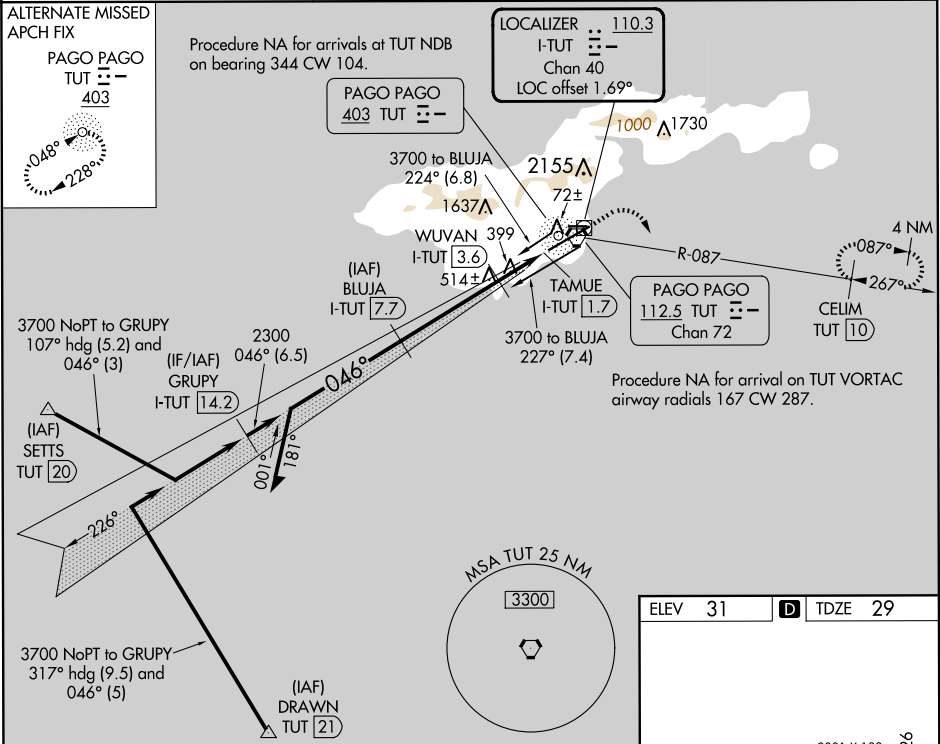 ALTERNATE MISSED
APCH FIX
PAGO PAGO
TUT
403
048°
228°
Procedure NA for arrivals at TUT NDB
on bearing 344 CW 104.
LOCALIZER 110.3
I-TUT
Chan 40
LOC offset 1.69°
PAGO PAGO
403 TUT
1000
1730
3700 to BLUJA
224° (6.8)
2155
72±
1637
WUVAN
I-TUT 3.6
399
514±
4 NM
087°
267°
R-087
CELIM
TUT 10
(IAF)
BLUJA
I-TUT 7.7
TAMUE
I-TUT 1.7
PAGO PAGO
112.5 TUT
Chan 72
3700 to BLUJA
227° (7.4)
3700 NoPT to GRUPY
107° hdg (5.2) and
046° (3)
2300
046° (6.5)
(IF/IAF)
GRUPY
I-TUT 14.2
046°
Procedure NA for arrival on TUT VORTAC
airway radials 167 CW 287.
(IAF)
SETTS
TUT 20
001°
181°
226°
MSA TUT 25 NM
3300
ELEV 31
D
TDZE 29
3700 NoPT to GRUPY
317° hdg (9.5) and
046° (5)
(IAF)
DRAWN
TUT 21